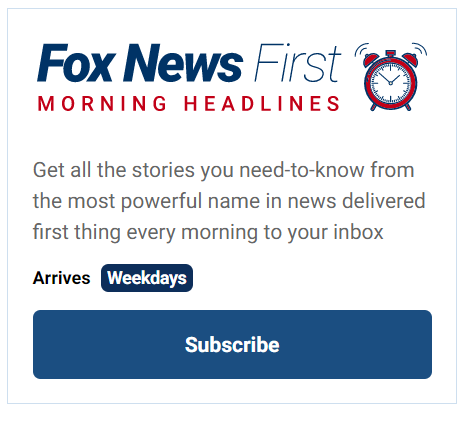 Fox News First
MORNING HEADLINES
Get all the stories you need-to-know from
the most powerful name in news delivered
first thing every morning to your inbox
Arrives Weekdays
Subscribe